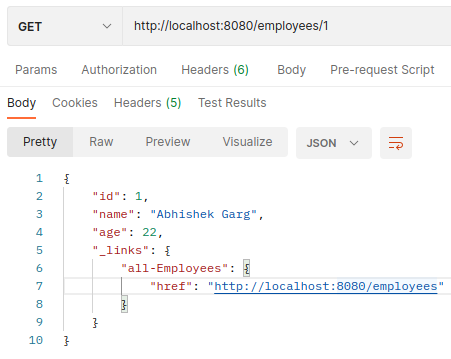 GET http://localhost:8080/employees/1
Params Authorization Headers (6) Body Pre-request Script
Body Cookies Headers (5) Test Results
Pretty Raw Preview Visualize JSON
1 {
2 "id": 1,
3 "name": "Abhishek Garg",
4 "age": 22,
5 "_links": {
6 "all-Employees": {
7 "href": "http://localhost:8080/employees"
8 }
9 }
10 }